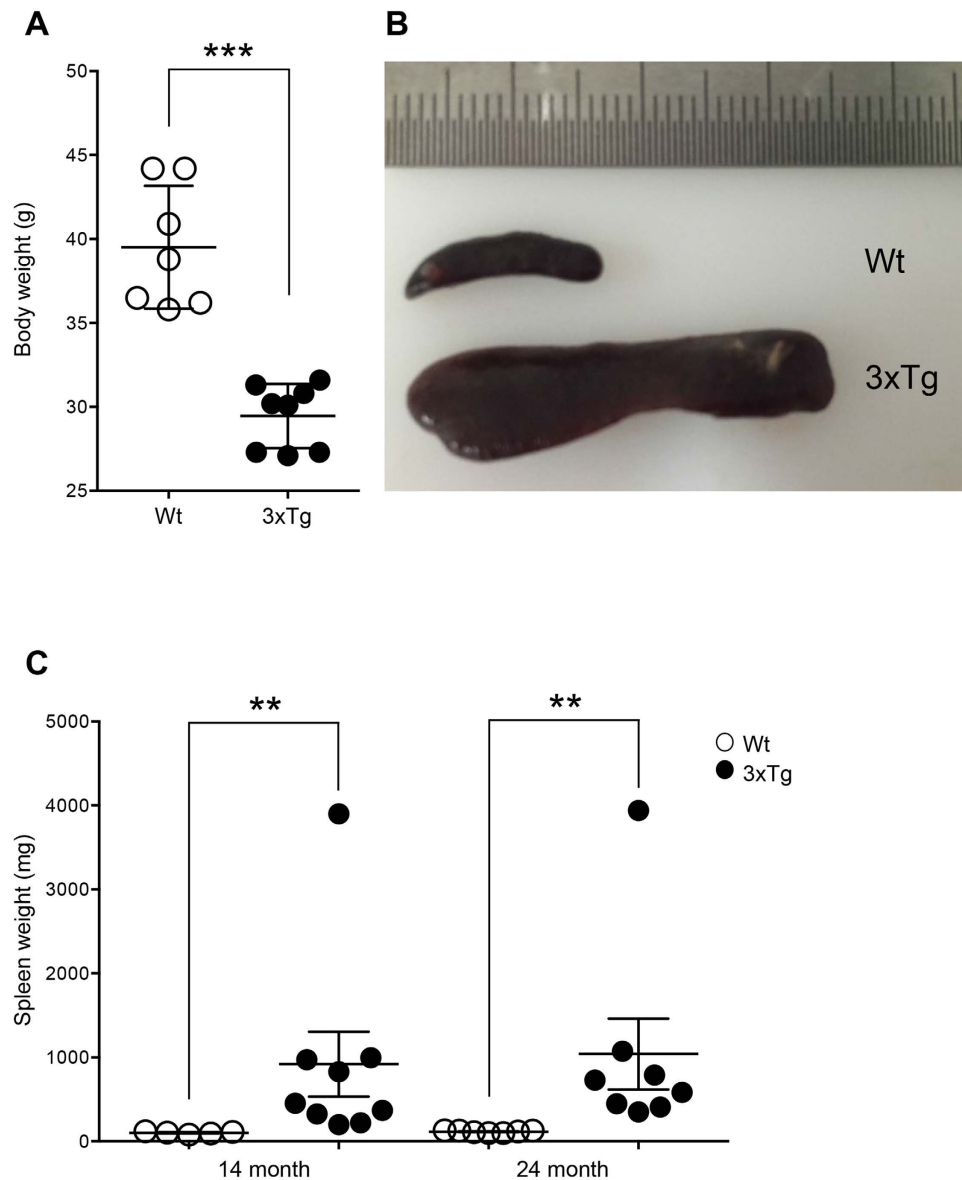 A
B
***
50
45
40
35
30
25
Body weight (g)
Wt
3xTg
Wt
3xTg
C
**
**
Wt
3xTg
5000
4000
3000
2000
1000
0
Spleen weight (mg)
14 month
24 month